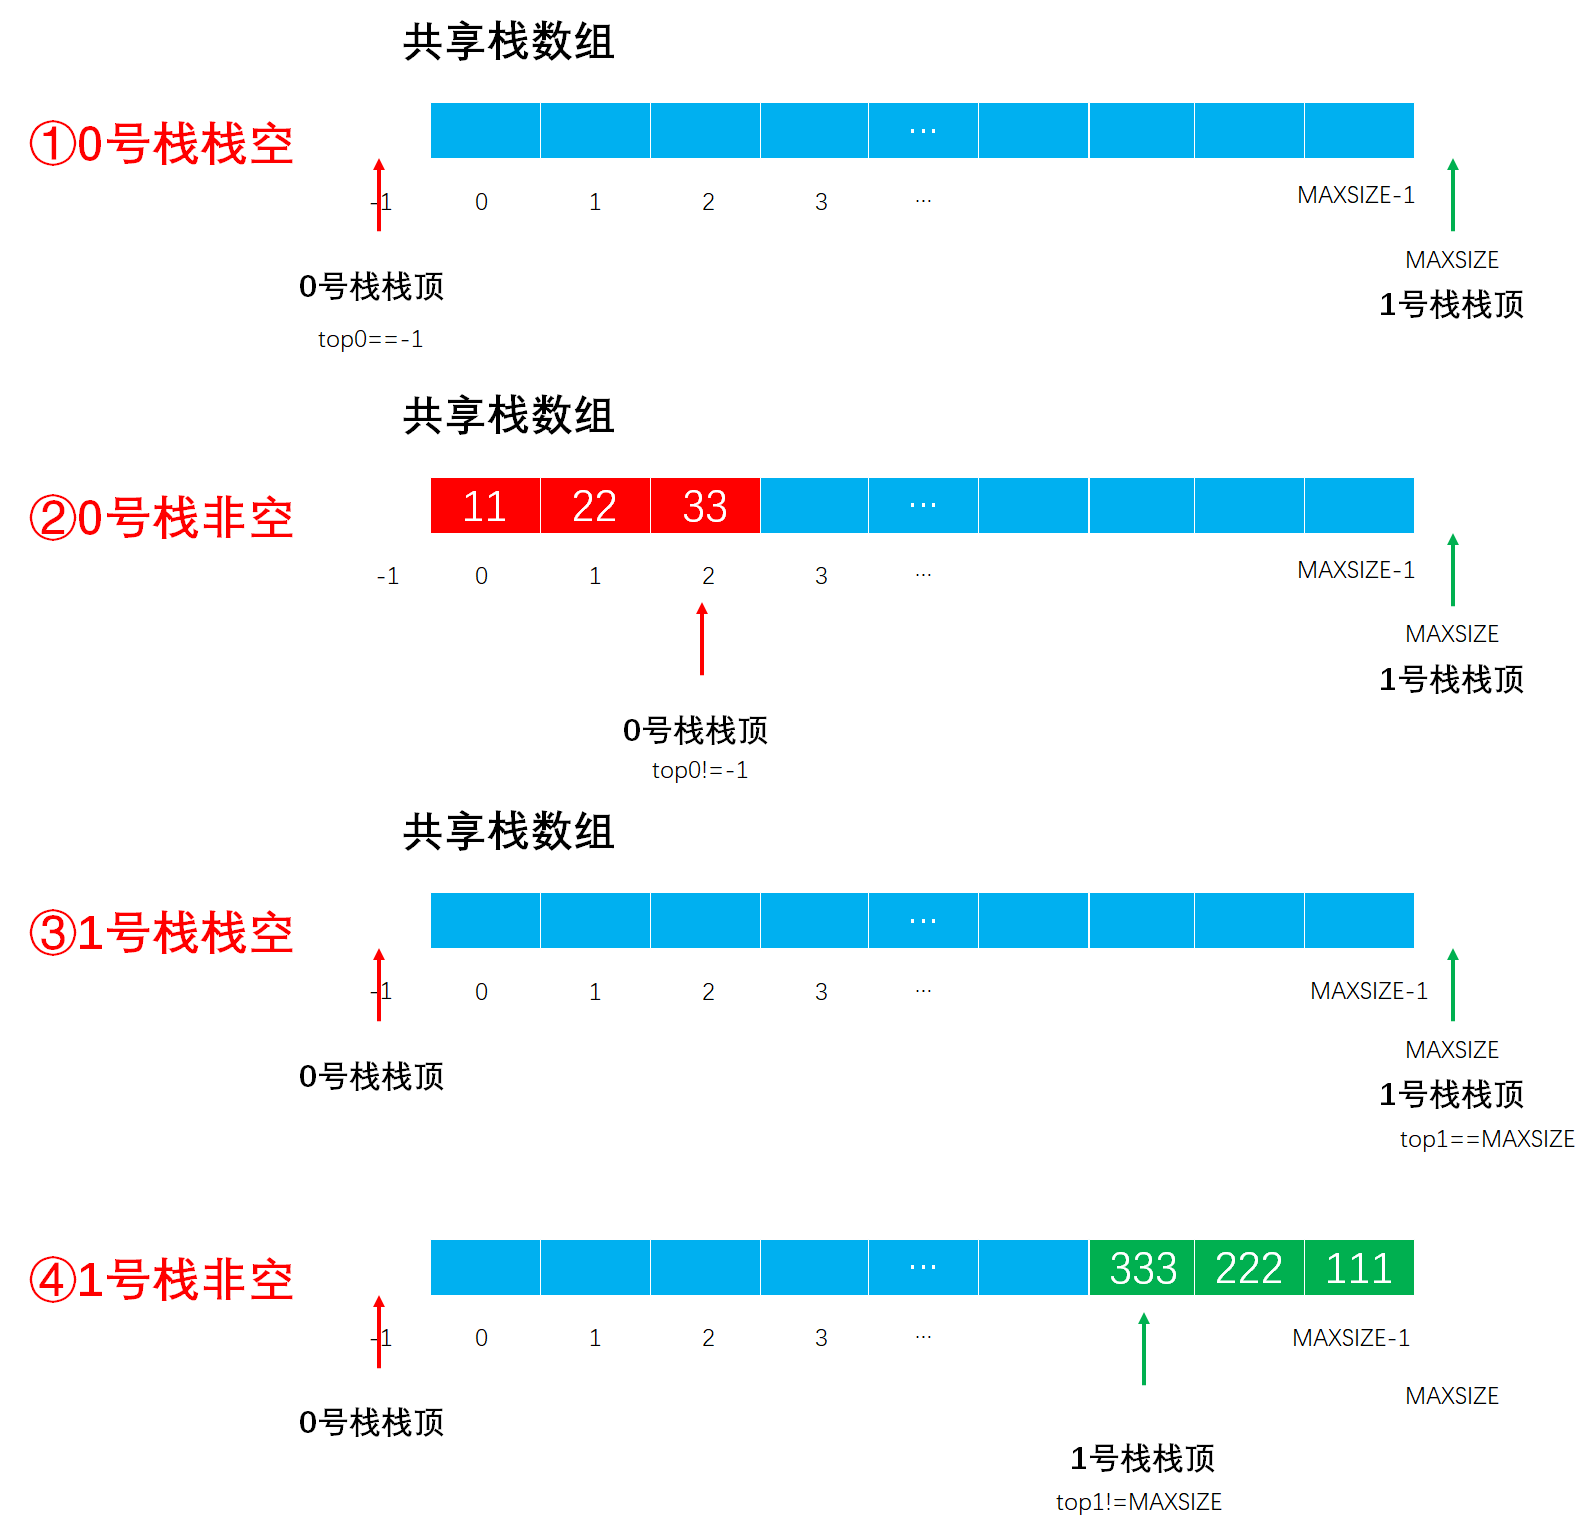 共享栈数组
①0号栈栈空
…
-1 0 1 2 3 … MAXSIZE-1
MAXSIZE
0号栈栈顶
1号栈栈顶
top0==-1
共享栈数组
②0号栈非空
11 22 33 …
-1 0 1 2 3 … MAXSIZE-1
MAXSIZE
1号栈栈顶
0号栈栈顶
top0!=-1
共享栈数组
③1号栈栈空
…
-1 0 1 2 3 … MAXSIZE-1
MAXSIZE
0号栈栈顶
1号栈栈顶
top1==MAXSIZE
④1号栈非空
… 333 222 111
-1 0 1 2 3 … MAXSIZE-1
MAXSIZE
0号栈栈顶
1号栈栈顶
top1!=MAXSIZE